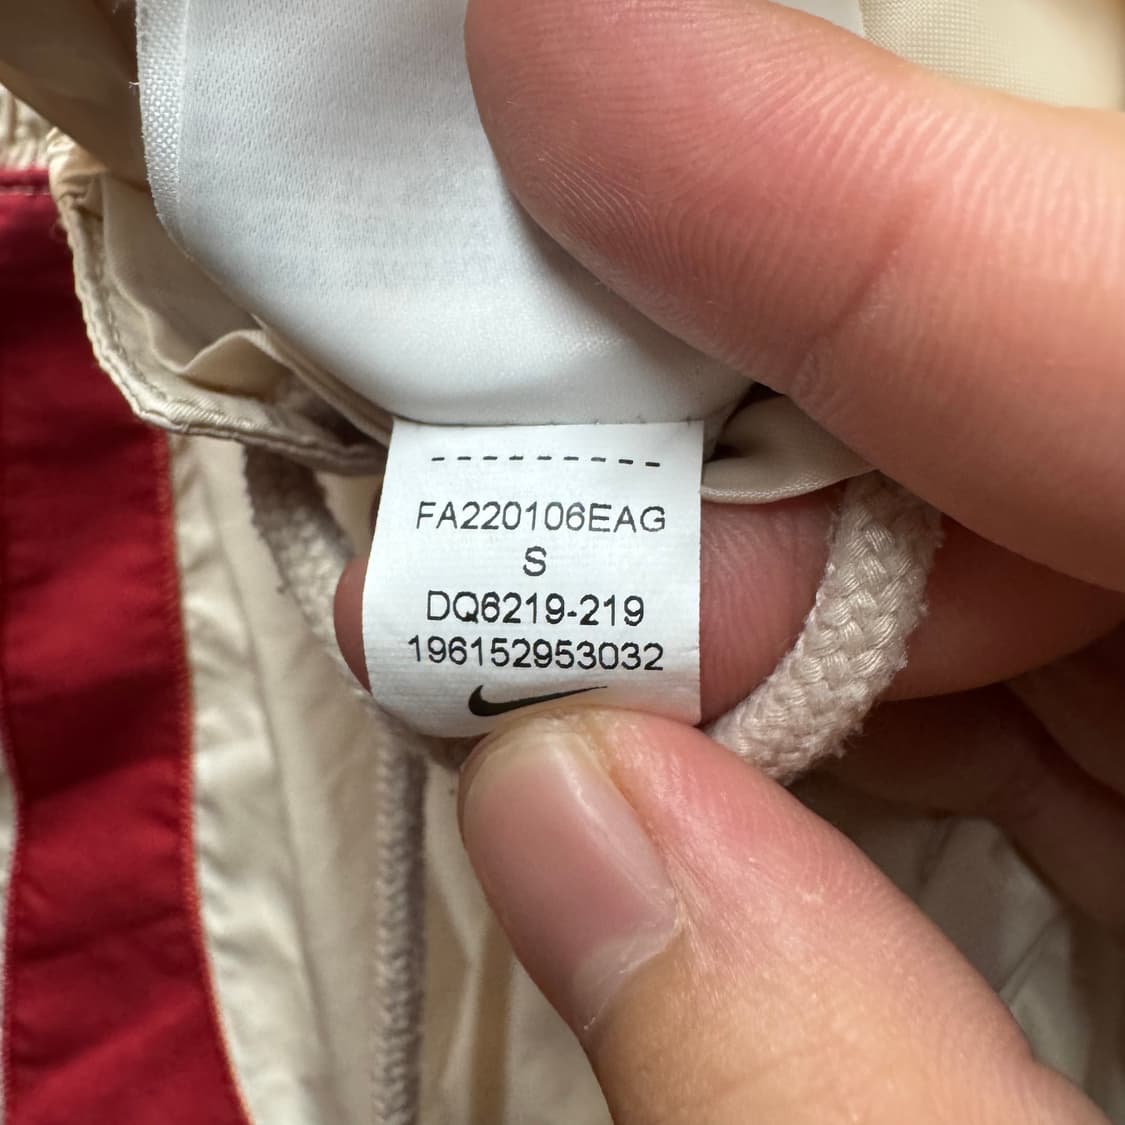 ---------
FA220106EAG
S
DQ6219-219
196152953032